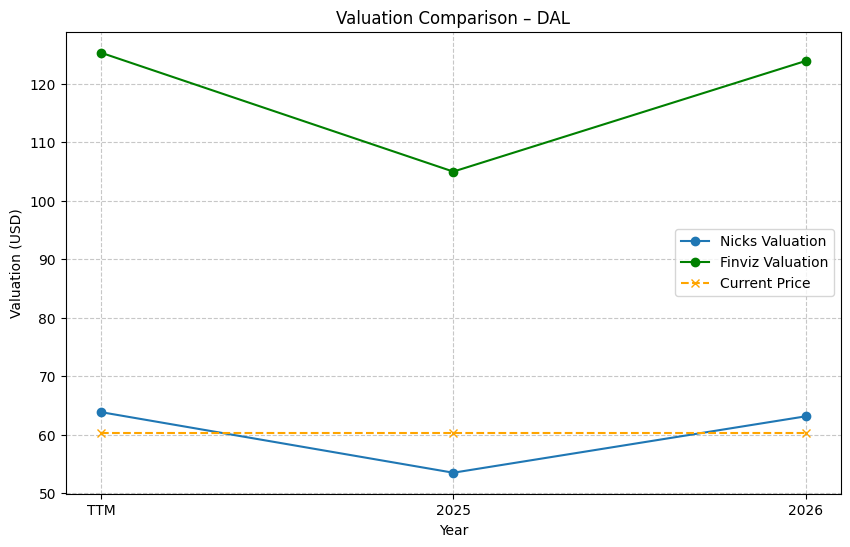 Valuation Comparison – DAL
Valuation (USD)
120
110
100
90
80
70
60
50
Nicks Valuation
Finviz Valuation
Current Price
TTM
2025
2026
Year